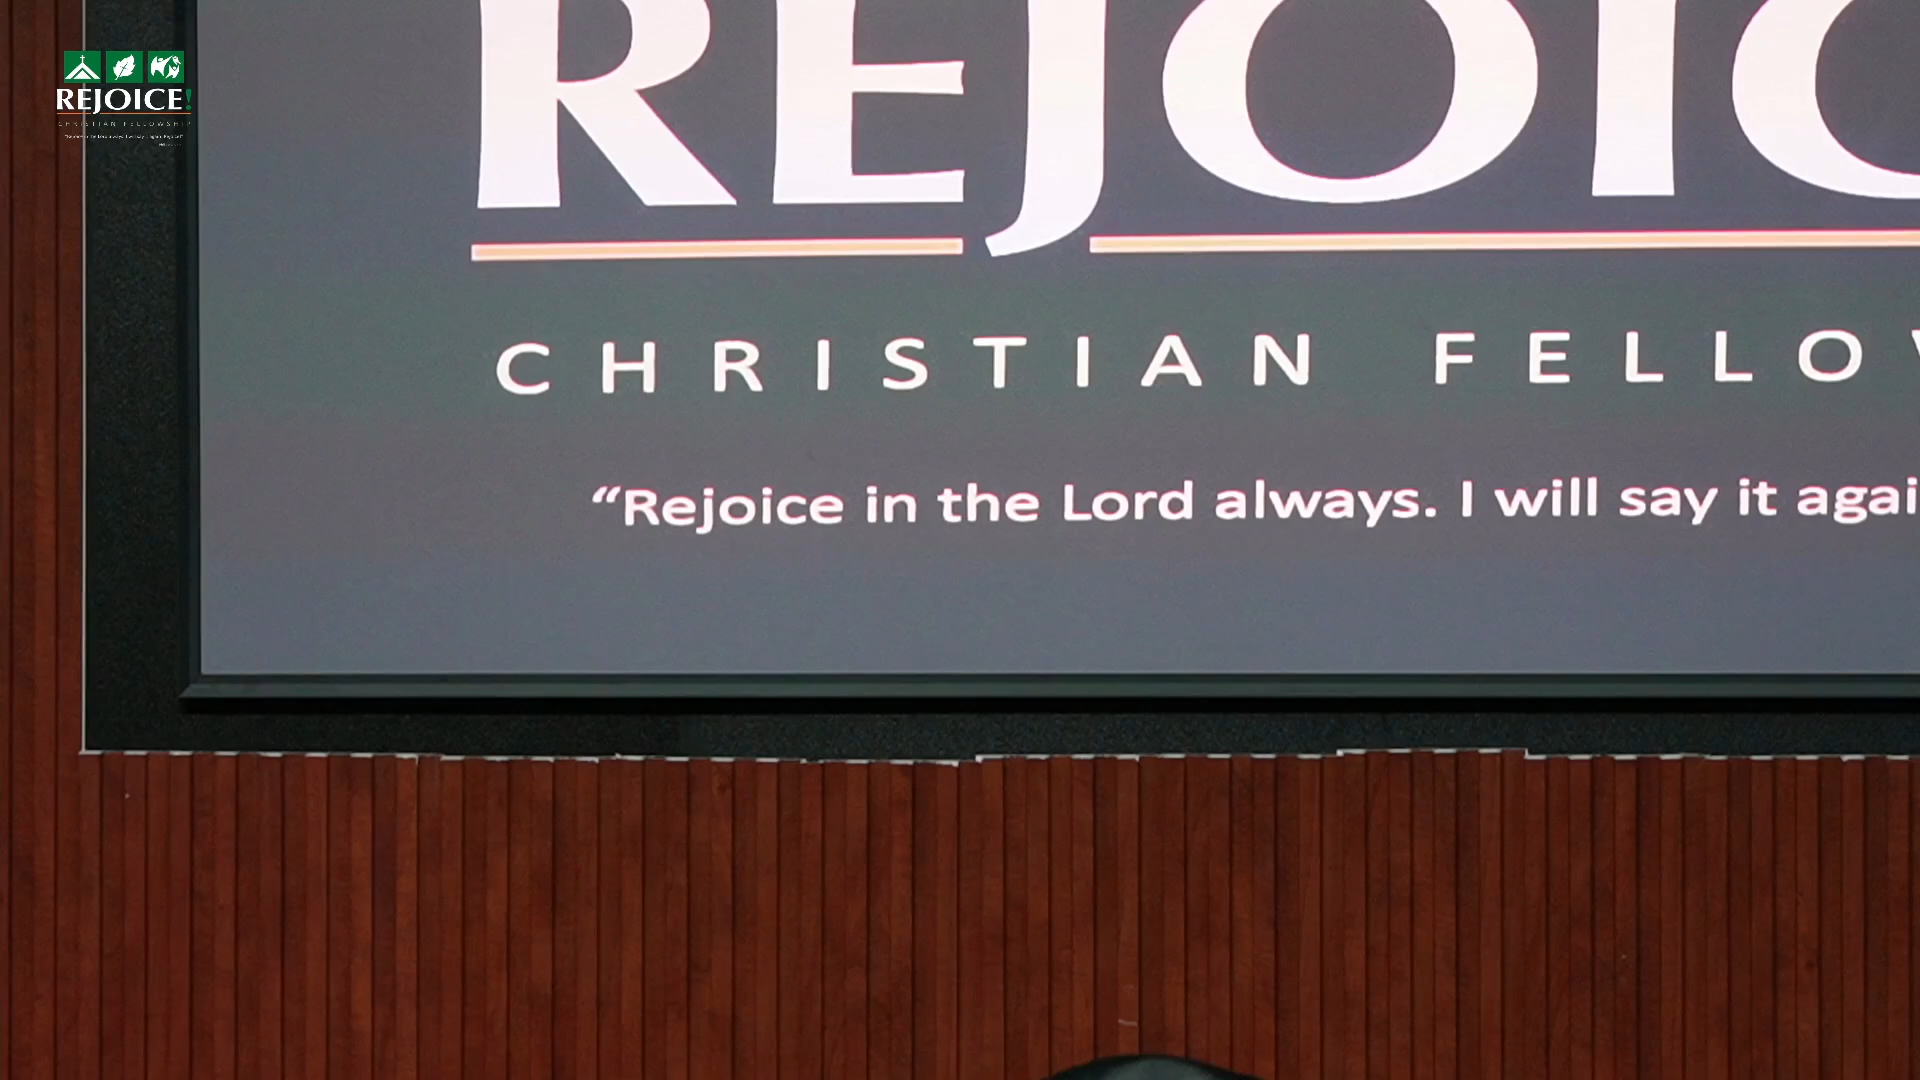 REJOICE!
CHRISTIAN FELLOWSHIP
REJOIC
CHRISTIAN FELLOW
“Rejoice in the Lord always. I will say it agai